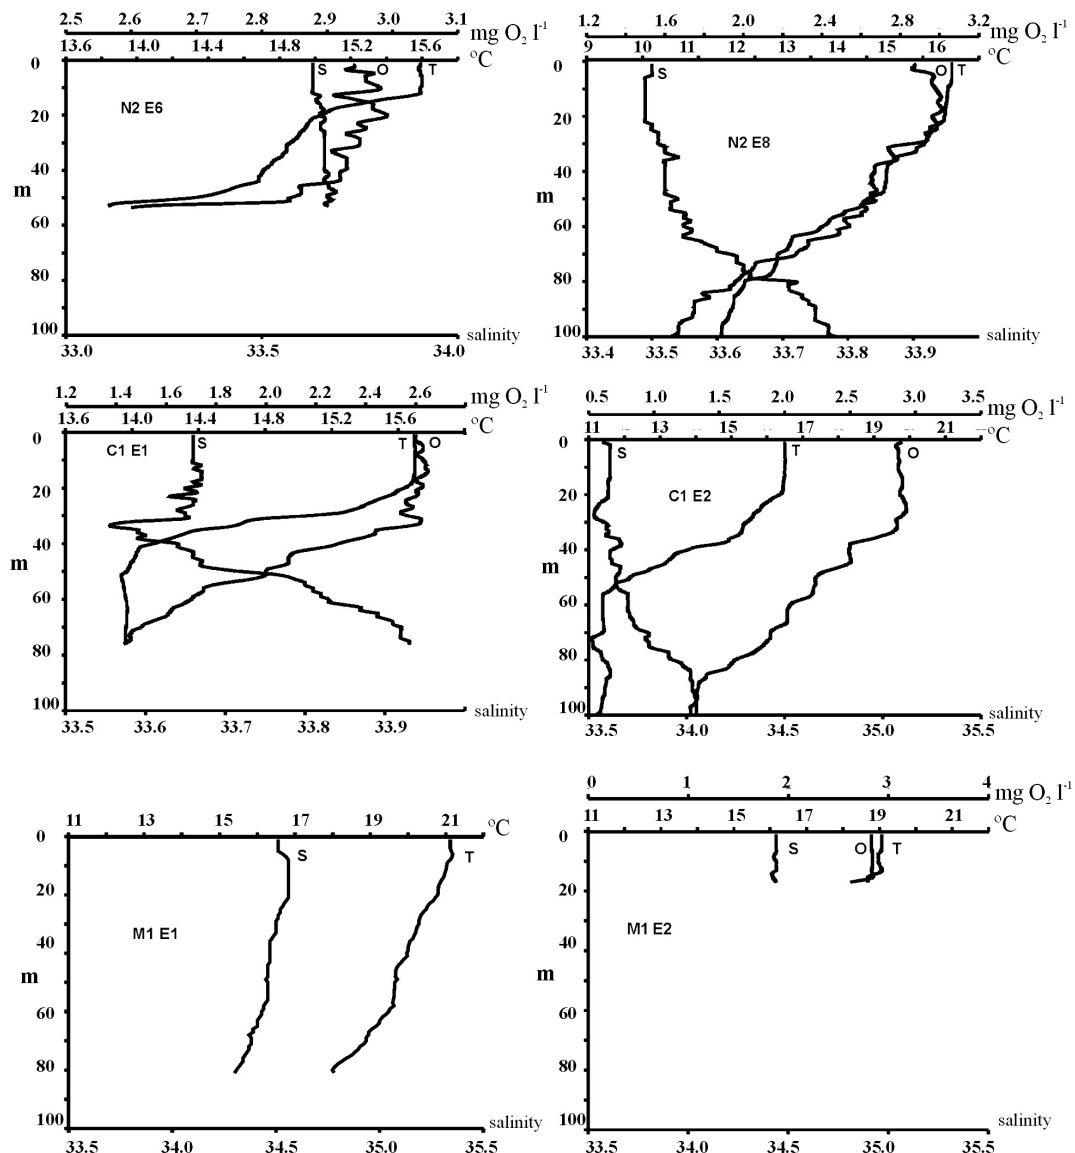 2.5 2.6 2.7 2.8 2.9 3.0 3.1
mg O₂ l⁻¹
13.6 14.0 14.4 14.8 15.2 15.6
ºC
0
20
40
m
60
80
100
S O T
N2 E6
33.0 33.5 34.0
salinity
1.2 1.6 2.0 2.4 2.8 3.2
mg O₂ l⁻¹
9 10 11 12 13 12 15 16
ºC
0
20
40
m
60
80
100
S O T
N2 E8
33.4 33.5 33.6 33.7 33.8 33.9
salinity
1.2 1.4 1.6 1.8 2.0 2.2 2.4 2.6
mg O₂ l⁻¹
13.6 14.0 14.4 14.8 15.2 15.6
ºC
0
20
40
m
60
80
100
C1 E1 S T O
33.5 33.6 33.7 33.8 33.9
salinity
0.5 1.0 1.5 2.0 2.5 3.0 3.5
mg O₂ l⁻¹
11 13 15 17 19 21
ºC
0
20
40
m
60
80
100
S T O
C1 E2
33.5 34.0 34.5 35.0 35.5
salinity
11 13 15 17 19 21
ºC
0
20
40
m
60
80
100
S T
M1 E1
33.5 34.0 34.5 35.0 35.5
0 1 2 3 4
mg O₂ l⁻¹
11 13 15 17 19 21
ºC
0
20
40
m
60
80
100
S O T
M1 E2
salinity
33.5 34.0 34.5 35.0 35.5